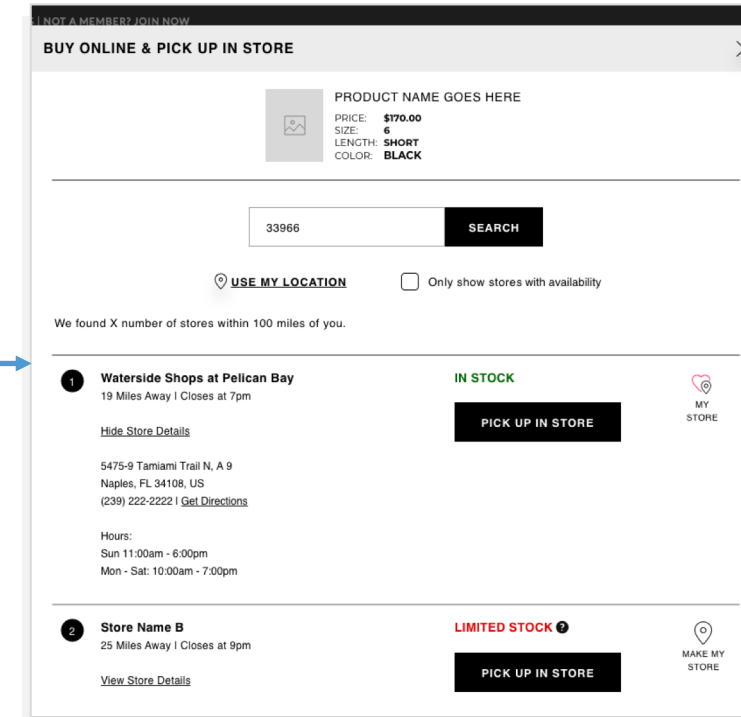 | NOT A MEMBER? JOIN NOW
BUY ONLINE & PICK UP IN STORE
PRODUCT NAME GOES HERE
PRICE: $170.00
SIZE: 6
LENGTH: SHORT
COLOR: BLACK
33966
SEARCH
USE MY LOCATION
Only show stores with availability
We found X number of stores within 100 miles of you.
1
Waterside Shops at Pelican Bay
19 Miles Away | Closes at 7pm
Hide Store Details
5475-9 Tamiami Trail N, A 9
Naples, FL 34108, US
(239) 222-2222 | Get Directions
Hours:
Sun 11:00am - 6:00pm
Mon - Sat: 10:00am - 7:00pm
IN STOCK
PICK UP IN STORE
MY
STORE
2
Store Name B
25 Miles Away | Closes at 9pm
View Store Details
LIMITED STOCK ?
PICK UP IN STORE
MAKE MY
STORE